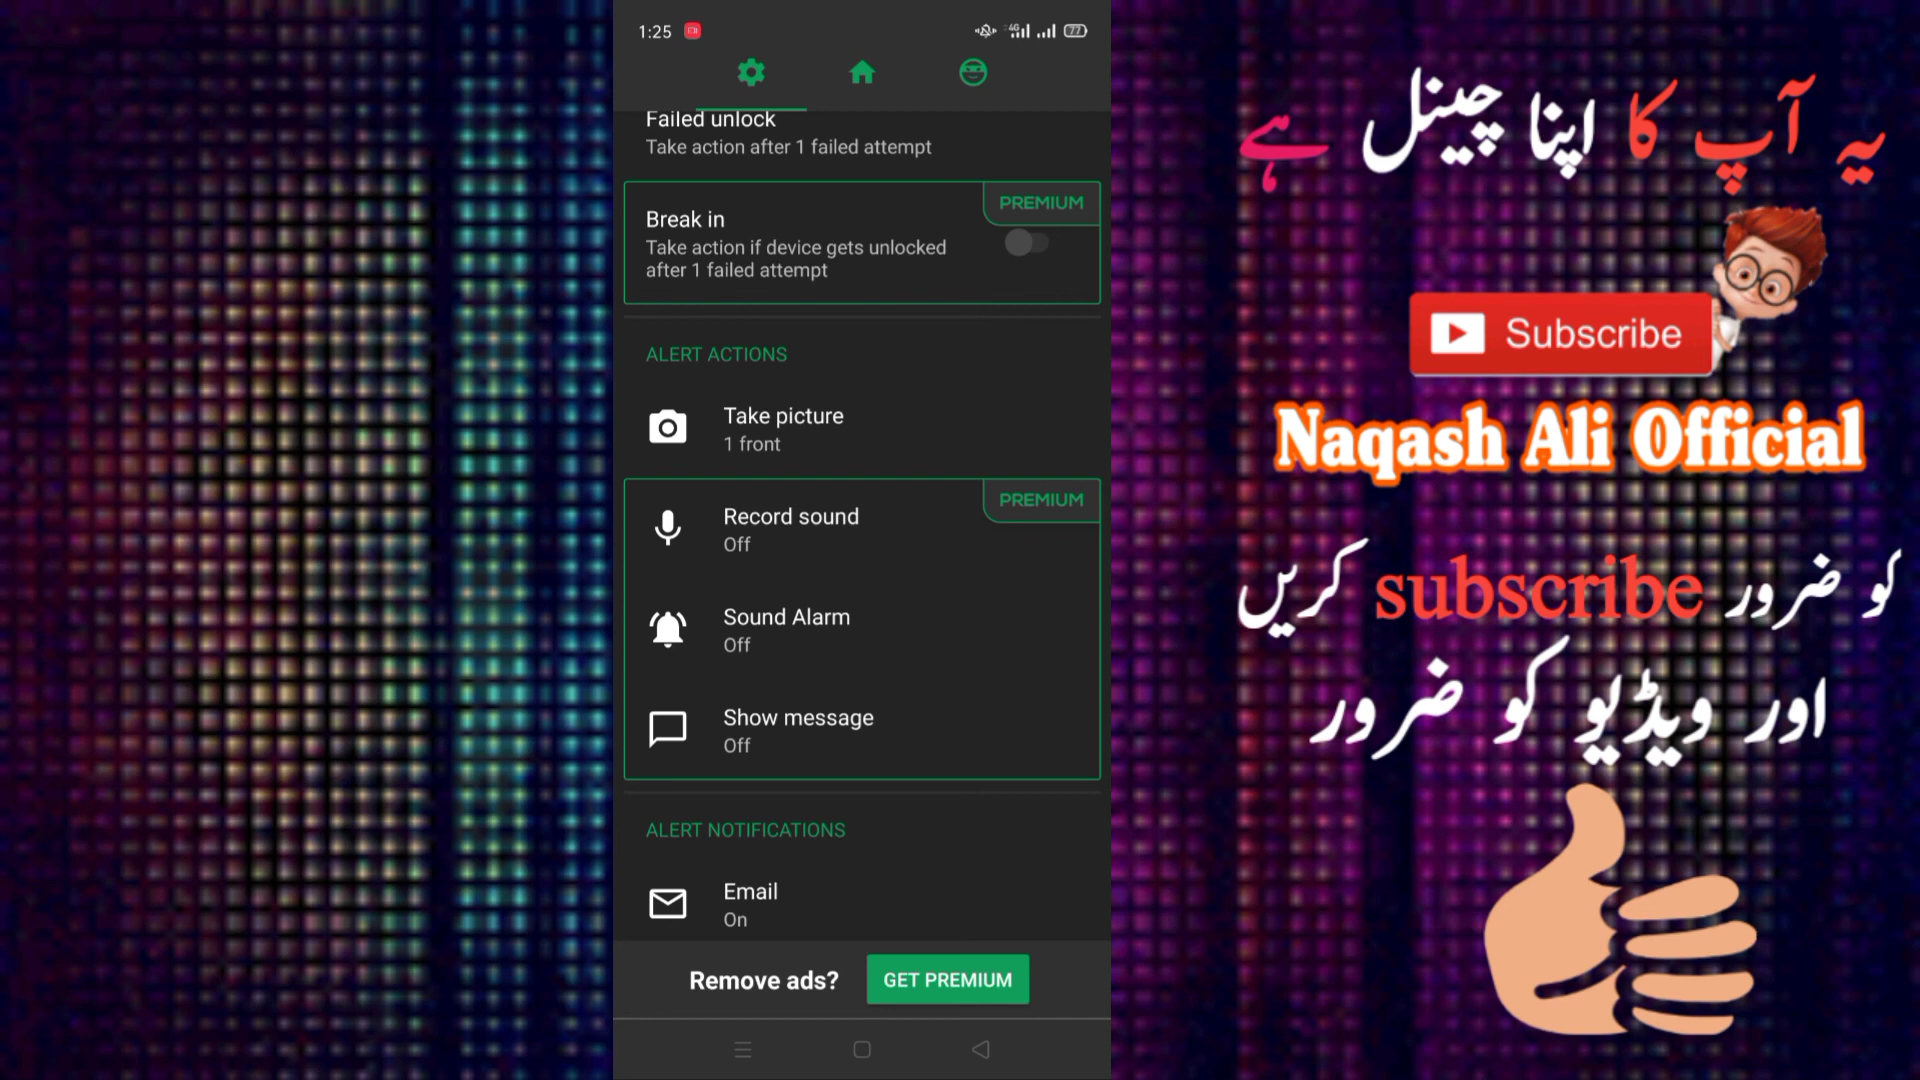 1:25
4G
77
Failed unlock
Take action after 1 failed attempt
PREMIUM
Break in
Take action if device gets unlocked
after 1 failed attempt
ALERT ACTIONS
Take picture
1 front
PREMIUM
Record sound
Off
Sound Alarm
Off
Show message
Off
ALERT NOTIFICATIONS
Email
On
Remove ads?
GET PREMIUM
یہ آپ کا اپنا چینل ہے
Subscribe
Naqash Ali Official
کو ضرور subscribe کریں
اور ویڈیو کو ضرور